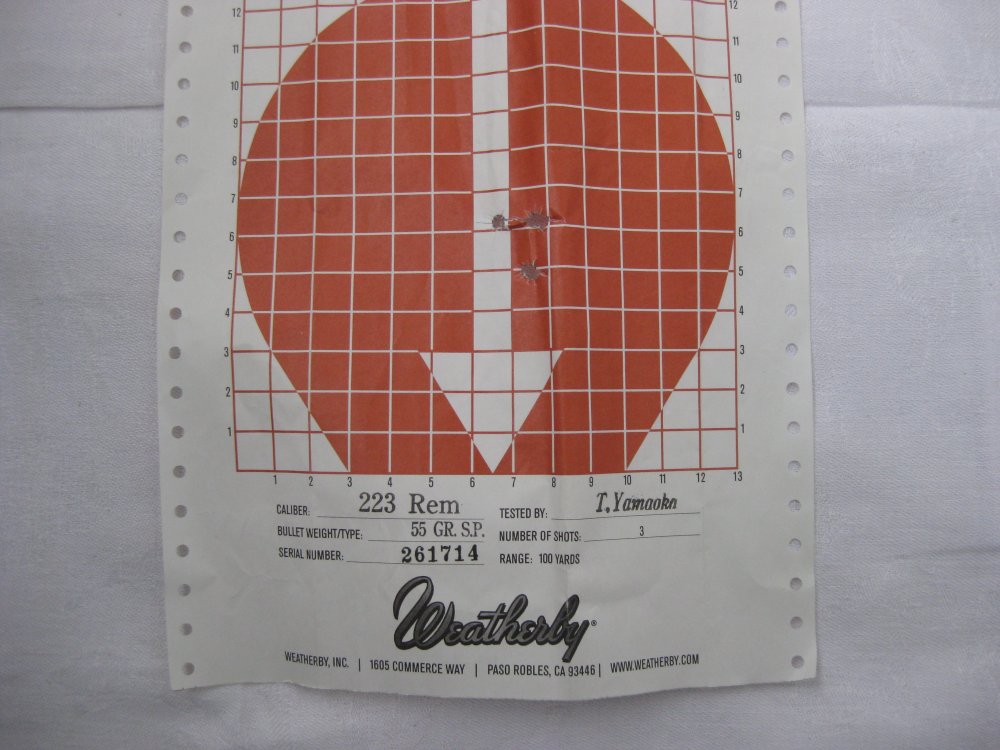 12 12
11 11
10 10
9 9
8 8
7 7
6 6
5 5
4 4
3 3
2 2
1 1
1 2 3 4 5 6 7 8 9 10 11 12 13
CALIBER: 223 Rem TESTED BY: T.Yamaoka
BULLET WEIGHT/TYPE: 55 GR. S.P. NUMBER OF SHOTS: 3
SERIAL NUMBER: 261714 RANGE: 100 YARDS
Weatherby®
WEATHERBY, INC. | 1605 COMMERCE WAY | PASO ROBLES, CA 93446 | WWW.WEATHERBY.COM